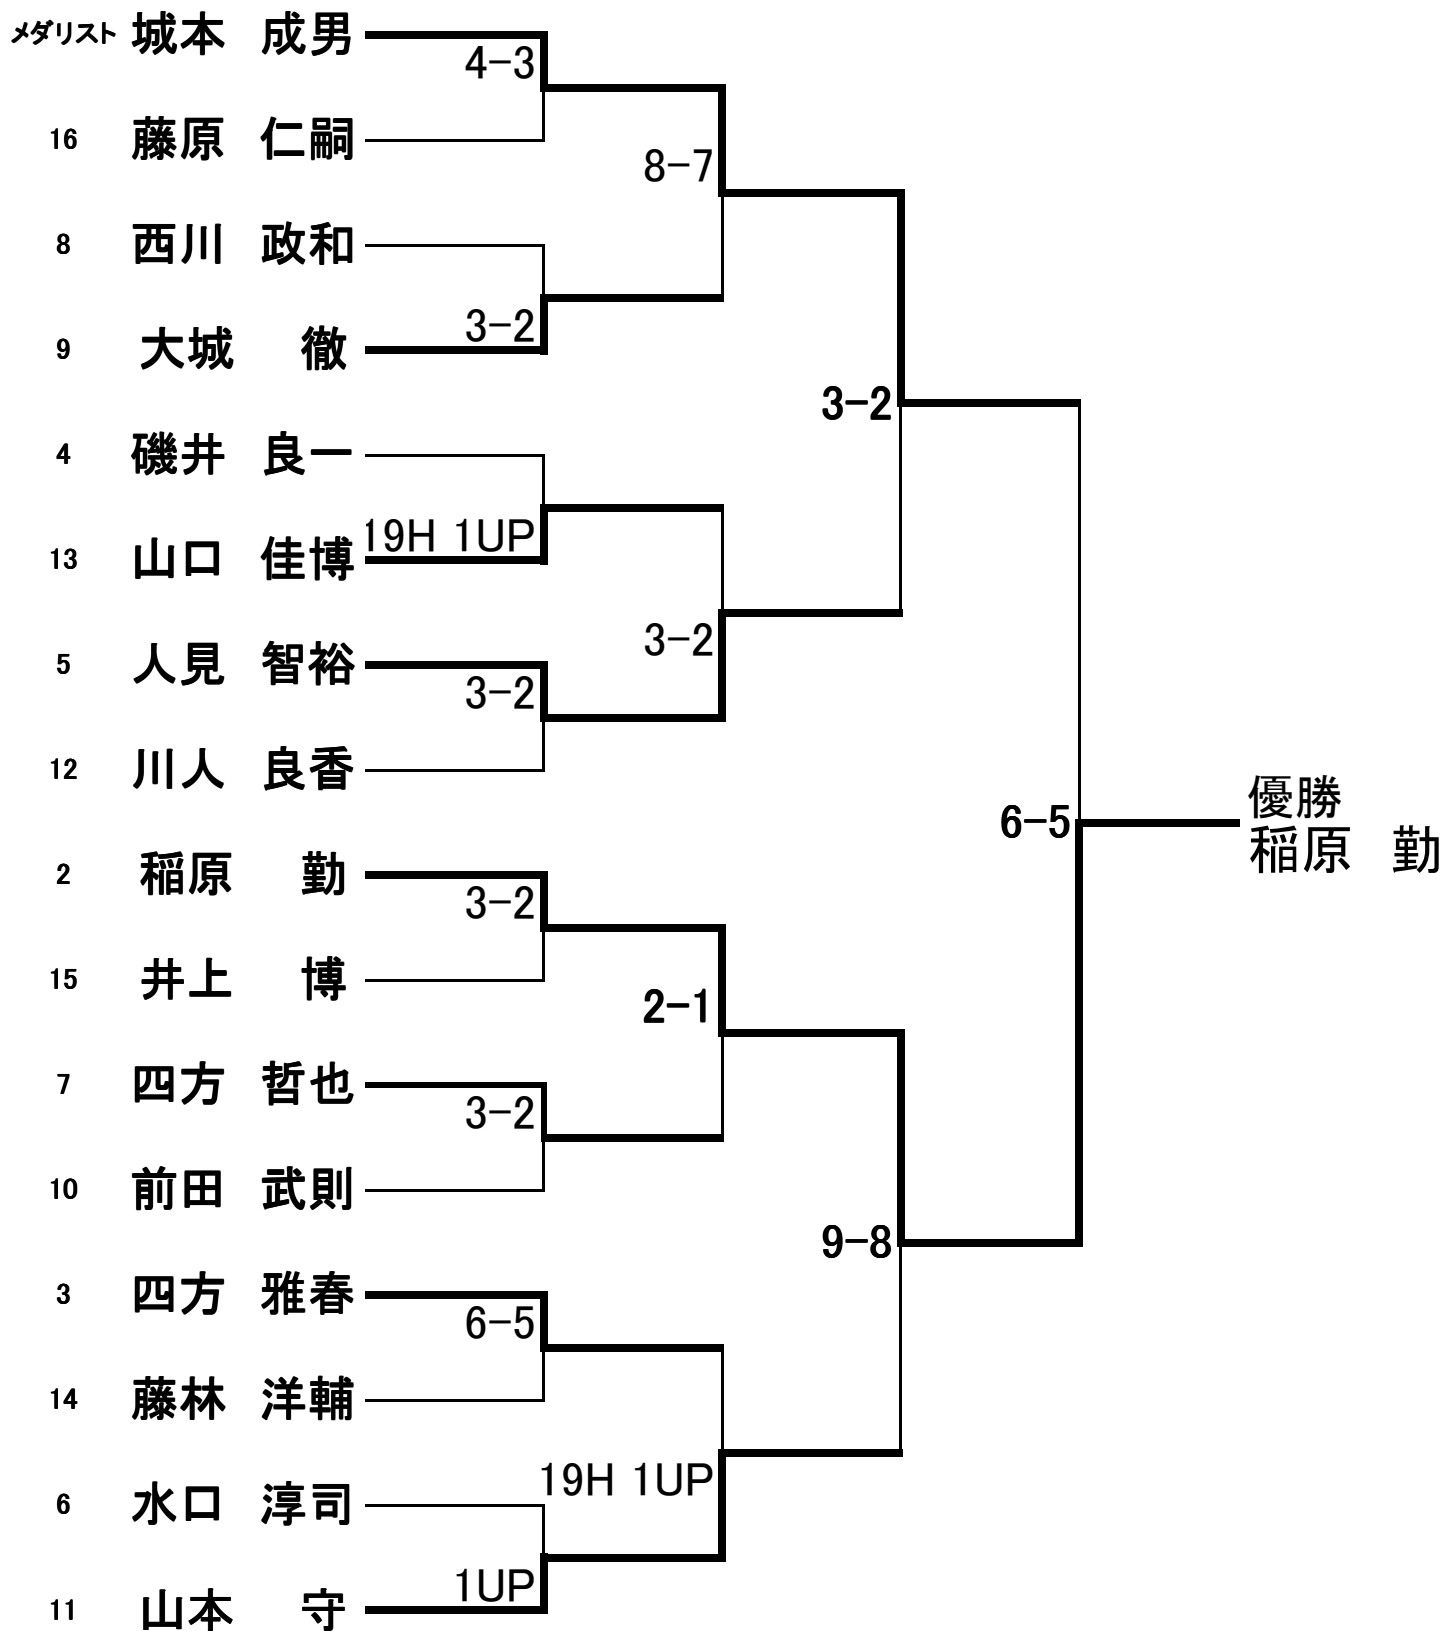 メダリスト 城本 成男
4-3
16 藤原 仁嗣
8-7
8 西川 政和
3-2
9 大城 徹
3-2
4 磯井 良一
19H 1UP
13 山口 佳博
3-2
5 人見 智裕
3-2
12 川人 良香
優勝
6-5
稲原 勤
2 稲原 勤
3-2
15 井上 博
2-1
7 四方 哲也
3-2
10 前田 武則
9-8
3 四方 雅春
6-5
14 藤林 洋輔
19H 1UP
6 水口 淳司
1UP
11 山本 守